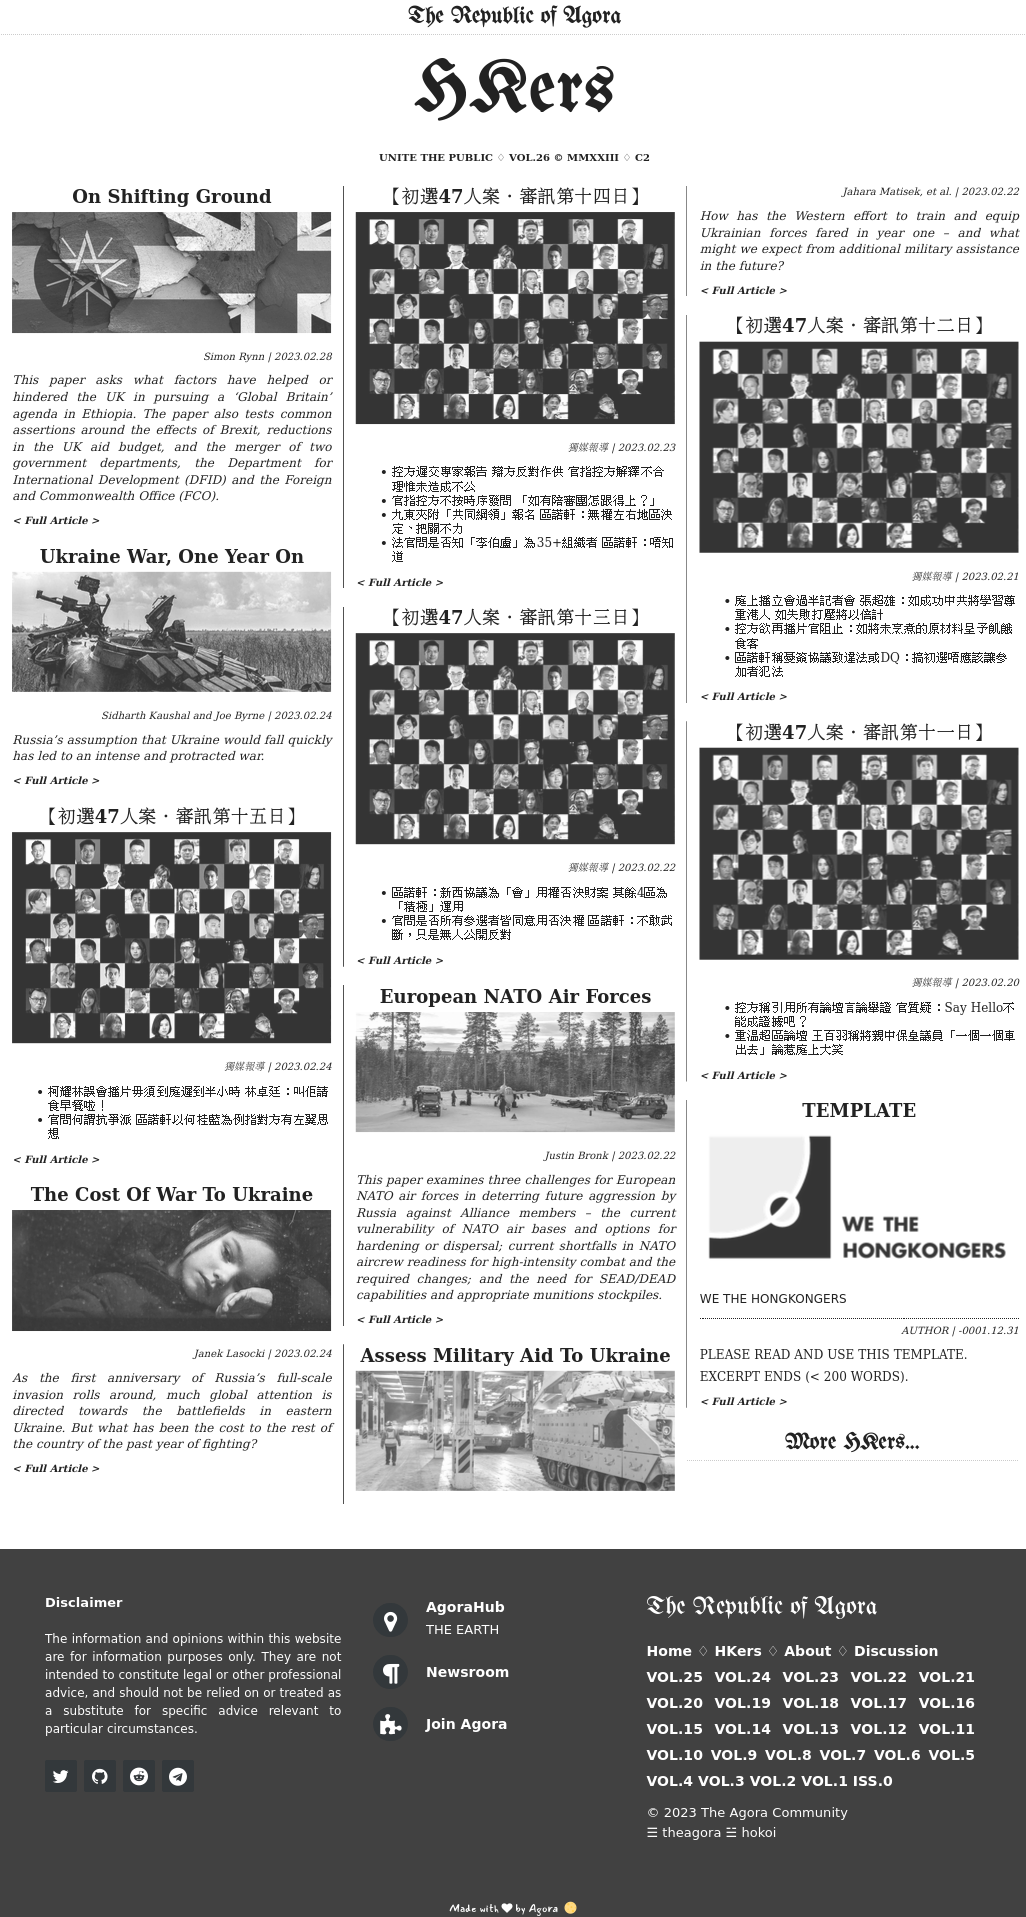 The Republic of Agora
HKers
UNITE THE PUBLIC ♢ VOL.26 © MMXXIII ♢ C2
On Shifting Ground
Simon Rynn | 2023.02.28
This paper asks what factors have helped or
hindered the UK in pursuing a ‘Global Britain’
agenda in Ethiopia. The paper also tests common
assertions around the effects of Brexit, reductions
in the UK aid budget, and the merger of two
government departments, the Department for
International Development (DFID) and the Foreign
and Commonwealth Office (FCO).
< Full Article >
Ukraine War, One Year On
Sidharth Kaushal and Joe Byrne | 2023.02.24
Russia’s assumption that Ukraine would fall quickly
has led to an intense and protracted war.
< Full Article >
【初選47人案．審訊第十五日】
獨媒報導 | 2023.02.24
• 柯耀林誤會播片毋須到庭遲到半小時 林卓廷：叫佢請
食早餐啦！
• 官問何謂抗爭派 區諾軒以何桂藍為例指對方有左翼思
想
< Full Article >
The Cost Of War To Ukraine
Janek Lasocki | 2023.02.24
As the first anniversary of Russia’s full-scale
invasion rolls around, much global attention is
directed towards the battlefields in eastern
Ukraine. But what has been the cost to the rest of
the country of the past year of fighting?
< Full Article >
【初選47人案．審訊第十四日】
獨媒報導 | 2023.02.23
• 控方遲交專家報告 辯方反對作供 官指控方解釋不合
理惟未造成不公
• 官指控方不按時序發問 「如有陪審團怎跟得上？」
• 九東夾附「共同綱領」報名 區諾軒：無權左右地區決
定、把關不力
• 法官問是否知「李伯盧」為35+組織者 區諾軒：唔知
道
< Full Article >
【初選47人案．審訊第十三日】
獨媒報導 | 2023.02.22
• 區諾軒：新西協議為「會」用權否決財案 其餘4區為
「積極」運用
• 官問是否所有參選者皆同意用否決權 區諾軒：不敢武
斷，只是無人公開反對
< Full Article >
European NATO Air Forces
Justin Bronk | 2023.02.22
This paper examines three challenges for European
NATO air forces in deterring future aggression by
Russia against Alliance members – the current
vulnerability of NATO air bases and options for
hardening or dispersal; current shortfalls in NATO
aircrew readiness for high-intensity combat and the
required changes; and the need for SEAD/DEAD
capabilities and appropriate munitions stockpiles.
< Full Article >
Assess Military Aid To Ukraine
Jahara Matisek, et al. | 2023.02.22
How has the Western effort to train and equip
Ukrainian forces fared in year one – and what
might we expect from additional military assistance
in the future?
< Full Article >
【初選47人案．審訊第十二日】
獨媒報導 | 2023.02.21
• 庭上播立會過半記者會 張超雄：如成功中共將學習尊
重港人 如失敗打壓將以倍計
• 控方欲再播片官阻止：如將未烹煮的原材料呈予飢餓
食客
• 區諾軒稱憂簽協議致違法或DQ：搞初選唔應該讓參
加者犯法
< Full Article >
【初選47人案．審訊第十一日】
獨媒報導 | 2023.02.20
• 控方稱引用所有論壇言論舉證 官質疑：Say Hello不
能成證據吧？
• 重溫超區論壇 王百羽稱將親中保皇議員「一個一個車
出去」論惹庭上大笑
< Full Article >
TEMPLATE
WE THE
HONGKONGERS
WE THE HONGKONGERS
AUTHOR | -0001.12.31
PLEASE READ AND USE THIS TEMPLATE.
EXCERPT ENDS (< 200 WORDS).
< Full Article >
More HKers...
Disclaimer
The information and opinions within this website
are for information purposes only. They are not
intended to constitute legal or other professional
advice, and should not be relied on or treated as
a substitute for specific advice relevant to
particular circumstances.
AgoraHub
THE EARTH
Newsroom
Join Agora
The Republic of Agora
Home ♢ HKers ♢ About ♢ Discussion
VOL.25 VOL.24 VOL.23 VOL.22 VOL.21
VOL.20 VOL.19 VOL.18 VOL.17 VOL.16
VOL.15 VOL.14 VOL.13 VOL.12 VOL.11
VOL.10 VOL.9 VOL.8 VOL.7 VOL.6 VOL.5
VOL.4 VOL.3 VOL.2 VOL.1 ISS.0
© 2023 The Agora Community
☰ theagora ☱ hokoi
Made with ❤ by Agora